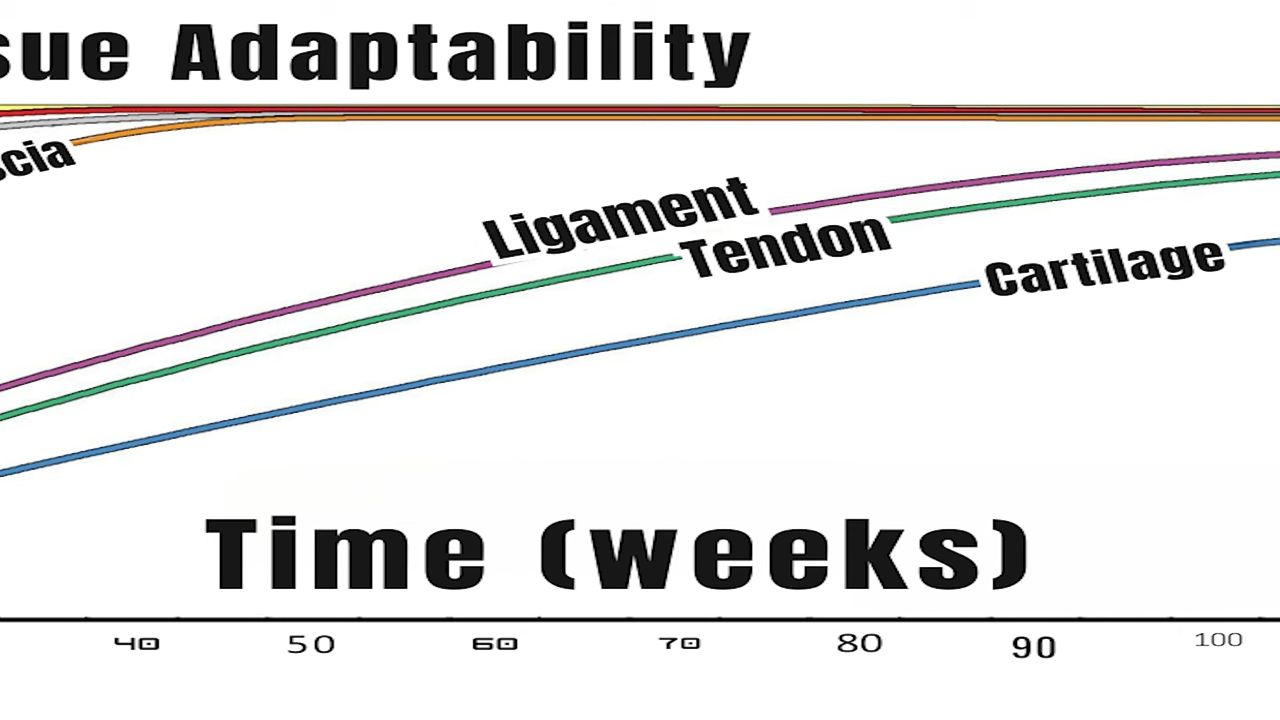 sue Adaptability
scia
Ligament
Tendon
Cartilage
Time (weeks)
40 50 60 70 80 90 100